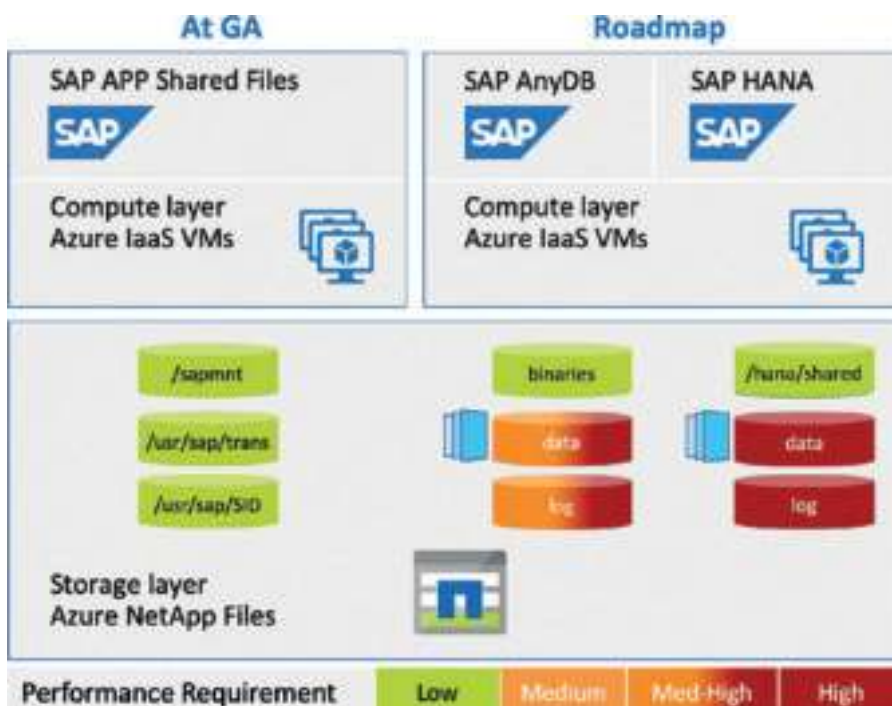 At GA
Roadmap
SAP APP Shared Files
SAP
SAP AnyDB
SAP
SAP HANA
SAP
Compute layer
Azure IaaS VMs
Compute layer
Azure IaaS VMs
/sapmnt
/usr/sap/trans
/usr/sap/SID
binaries
data
log
/hana/shared
data
log
Storage layer
Azure NetApp Files
Performance Requirement
Low
Medium
Med-High
High